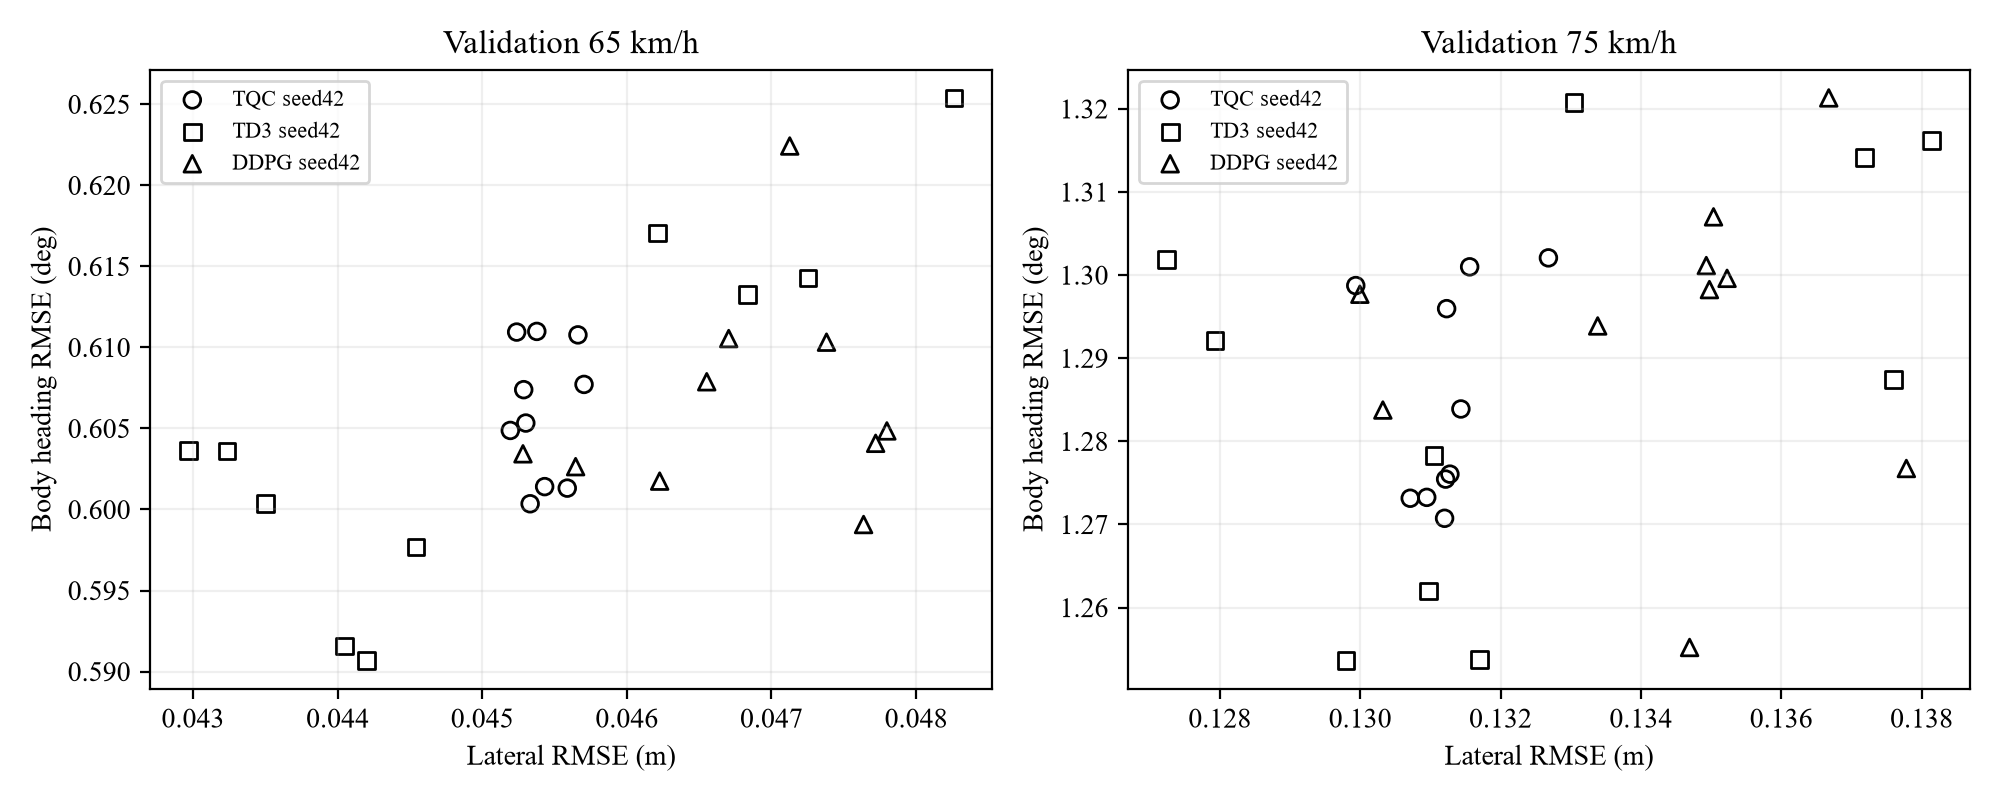 Validation 65 km/h
TQC seed42
TD3 seed42
DDPG seed42
Body heading RMSE (deg)
0.625
0.620
0.615
0.610
0.605
0.600
0.595
0.590
0.043 0.044 0.045 0.046 0.047 0.048
Lateral RMSE (m)
Validation 75 km/h
TQC seed42
TD3 seed42
DDPG seed42
Body heading RMSE (deg)
1.32
1.31
1.30
1.29
1.28
1.27
1.26
0.128 0.130 0.132 0.134 0.136 0.138
Lateral RMSE (m)